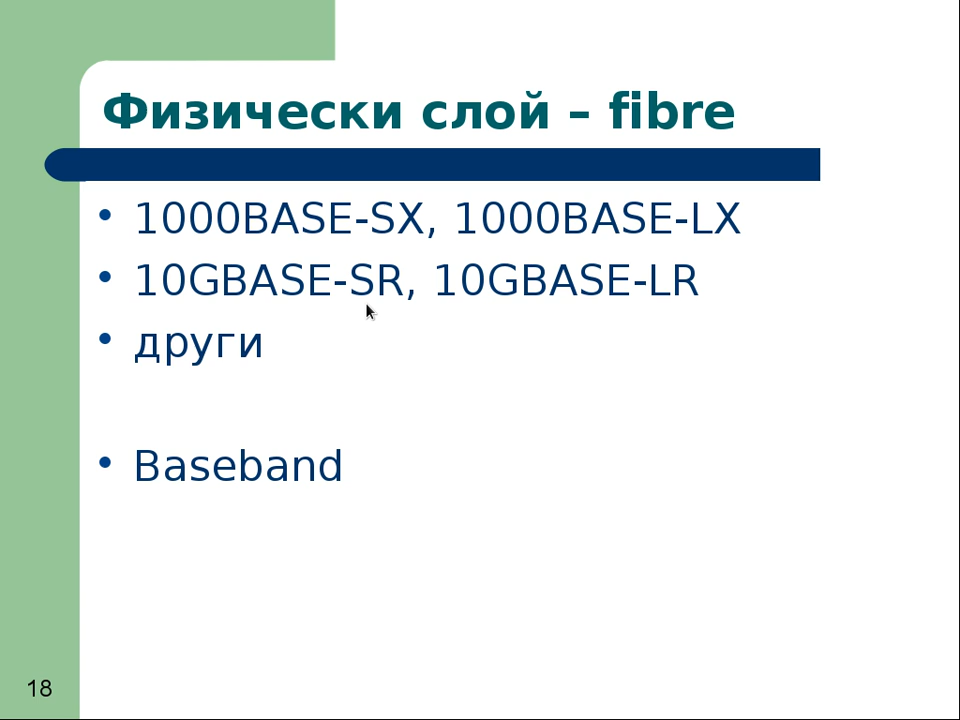 Физически слой – fibre
• 1000BASE-SX, 1000BASE-LX
• 10GBASE-SR, 10GBASE-LR
• други
• Baseband
18